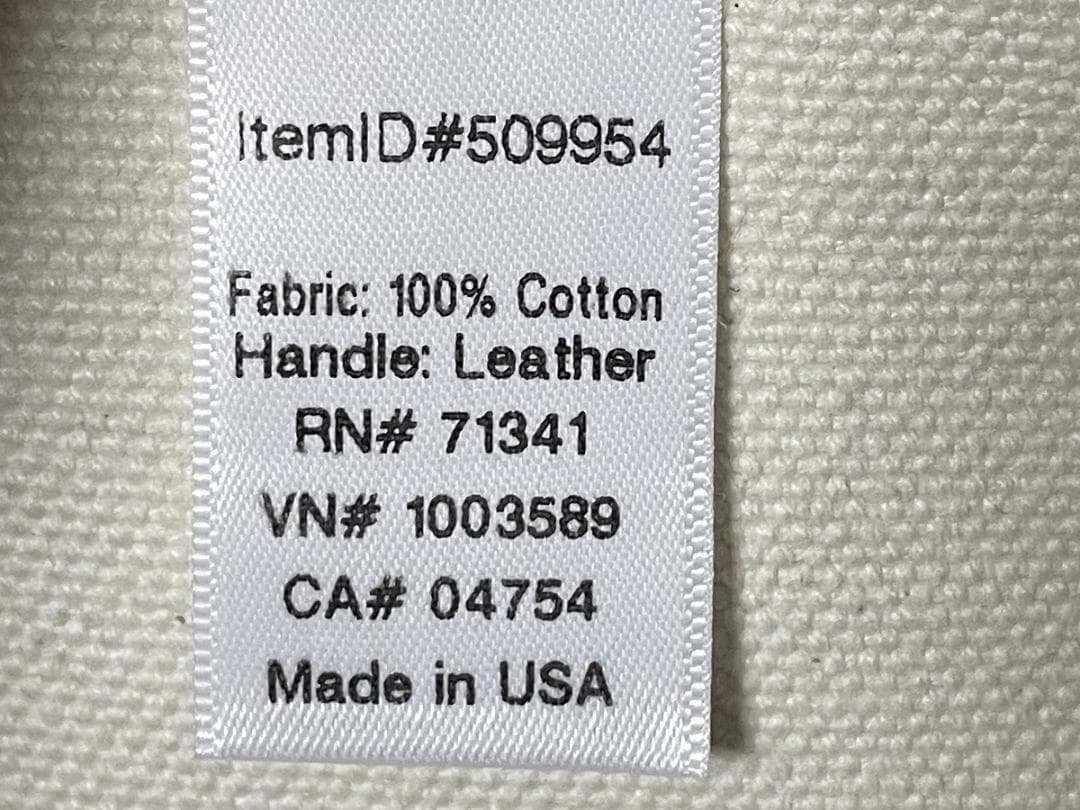 ItemID#509954
Fabric: 100% Cotton
Handle: Leather
RN# 71341
VN# 1003589
CA# 04754
Made in USA